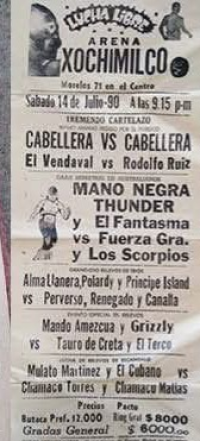 LUCHA LIBRE
ARENA
XOCHIMILCO
Morelos 71 en el Centro
Sabado 14 de Julio-90 A las 9.15 p·m
TREMENDO CARTELAZO
CABELLERA VS CABELLERA
El Vendaval vs Rodolfo Ruiz
MANO NEGRA
THUNDER
y El Fantasma
vs Fuerza Gra.
y Los Scorpios
Alma Llanera, Polardy y Principe Island
vs Perverso, Renegado y Canalla
Mando Amezcua y Grizzly
vs Tauro de Creta y El Terco
Mulato Martinez y El Cubano vs
Chamaco Torres y Chamaco Matias
Precios Pacto
Butaca Pref. 12,000 Ring Gral $ 8000
Gradas General $ 6000.00